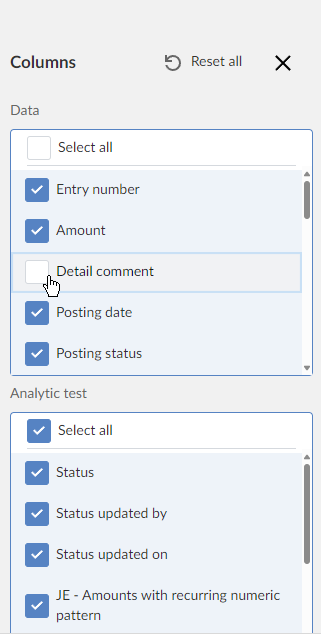 Columns
Reset all
Data
Select all
Entry number
Amount
Detail comment
Posting date
Posting status
Analytic test
Select all
Status
Status updated by
Status updated on
JE - Amounts with recurring numeric
pattern